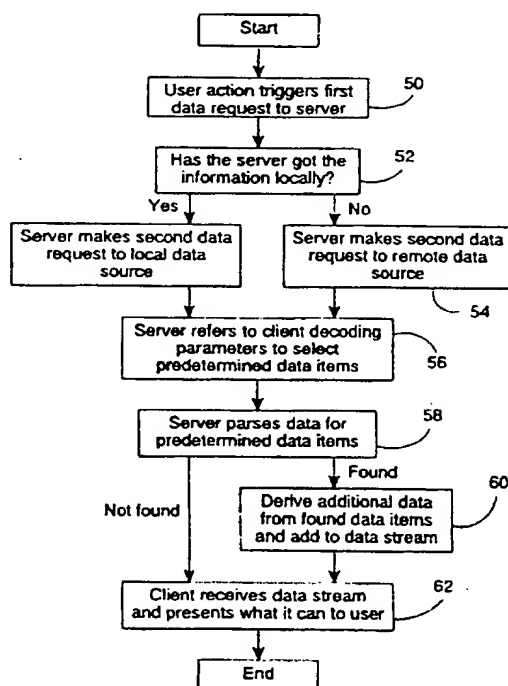 Start
User action triggers first
data request to server
50
Has the server got the
information locally?
52
Yes
No
Server makes second data
request to local data
source
Server makes second data
request to remote data
source
54
Server refers to client decoding
parameters to select
predetermined data items
56
Server parses data for
predetermined data items
58
Found
Not found
Derive additional data
from found data items
and add to data stream
60
Client receives data stream
and presents what it can to user
62
End